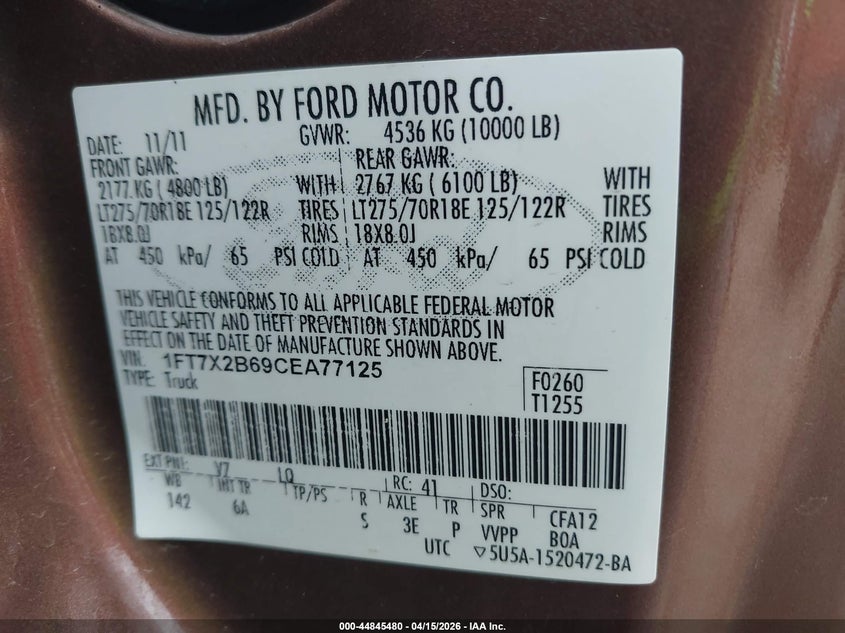 MFD. BY FORD MOTOR CO.
DATE: 11/11 GVWR: 4536 KG (10000 LB)
FRONT GAWR: REAR GAWR:
2177 KG ( 4800 LB) WITH 2767 KG ( 6100 LB) WITH
LT275/70R18E 125/122R TIRES LT275/70R18E 125/122R TIRES
18X8.0J RIMS 18X8.0J RIMS
AT 450 kPa/ 65 PSI COLD AT 450 kPa/ 65 PSI COLD
THIS VEHICLE CONFORMS TO ALL APPLICABLE FEDERAL MOTOR
VEHICLE SAFETY AND THEFT PREVENTION STANDARDS IN
EFFECT ON THE DATE OF MANUFACTURE SHOWN ABOVE.
VIN: 1FT7X2B69CEA77125
TYPE: Truck
F0260
T1255
EXT PNT: V7 LQ RC: 41 DSO:
WB INT TR TP/PS R AXLE TR SPR CFA12
142 6A S 3E P VVPP BOA
UTC ▽5U5A-1520472-BA
000-44845480 - 04/15/2026 - IAA Inc.